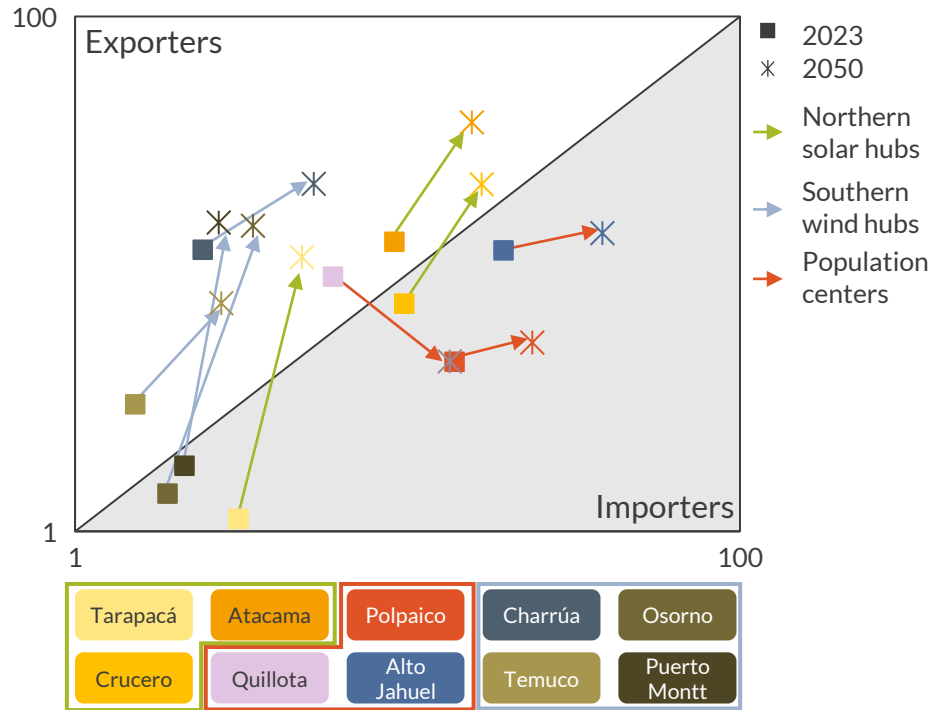 100
Exporters
2023
2050
Northern
solar hubs
Southern
wind hubs
Population
centers
Importers
1
1
100
Tarapacá
Atacama
Polpaico
Charrúa
Osorno
Crucero
Quillota
Alto
Jahuel
Temuco
Puerto
Montt